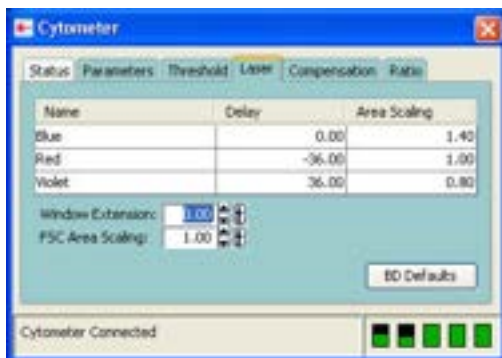 Cytometer
Status Parameters Threshold Laser Compensation Ratio
Name Delay Area Scaling
Blue 0.00 1.40
Red -36.00 1.00
Violet 36.00 0.80
Window Extension:
FSC Area Scaling: 1.00
BD Defaults
Cytometer Connected